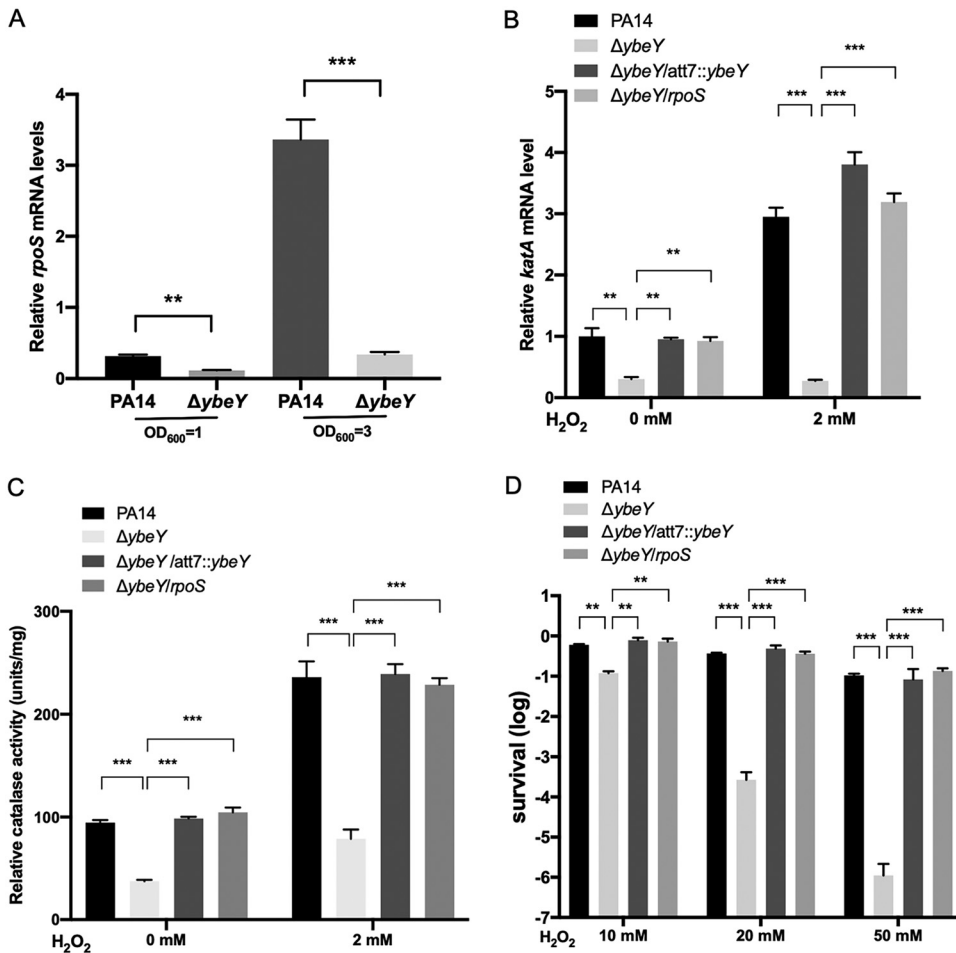 A
Relative rpoS mRNA levels
4
3
2
1
0
**
***
PA14
ΔybeY
PA14
ΔybeY
OD600=1
OD600=3
B
PA14
ΔybeY
ΔybeY/att7::ybeY
ΔybeY/rpoS
Relative katA mRNA level
5
4
3
2
1
0
**
**
**
***
***
***
H2O2
0 mM
2 mM
C
PA14
ΔybeY
ΔybeY /att7::ybeY
ΔybeY/rpoS
Relative catalase activity (units/mg)
300
200
100
0
***
***
***
***
***
***
H2O2
0 mM
2 mM
D
PA14
ΔybeY
ΔybeY/att7::ybeY
ΔybeY/rpoS
survival (log)
-1
-0
-1
-2
-3
-4
-5
-6
-7
**
**
**
***
***
***
***
***
***
H2O2
10 mM
20 mM
50 mM